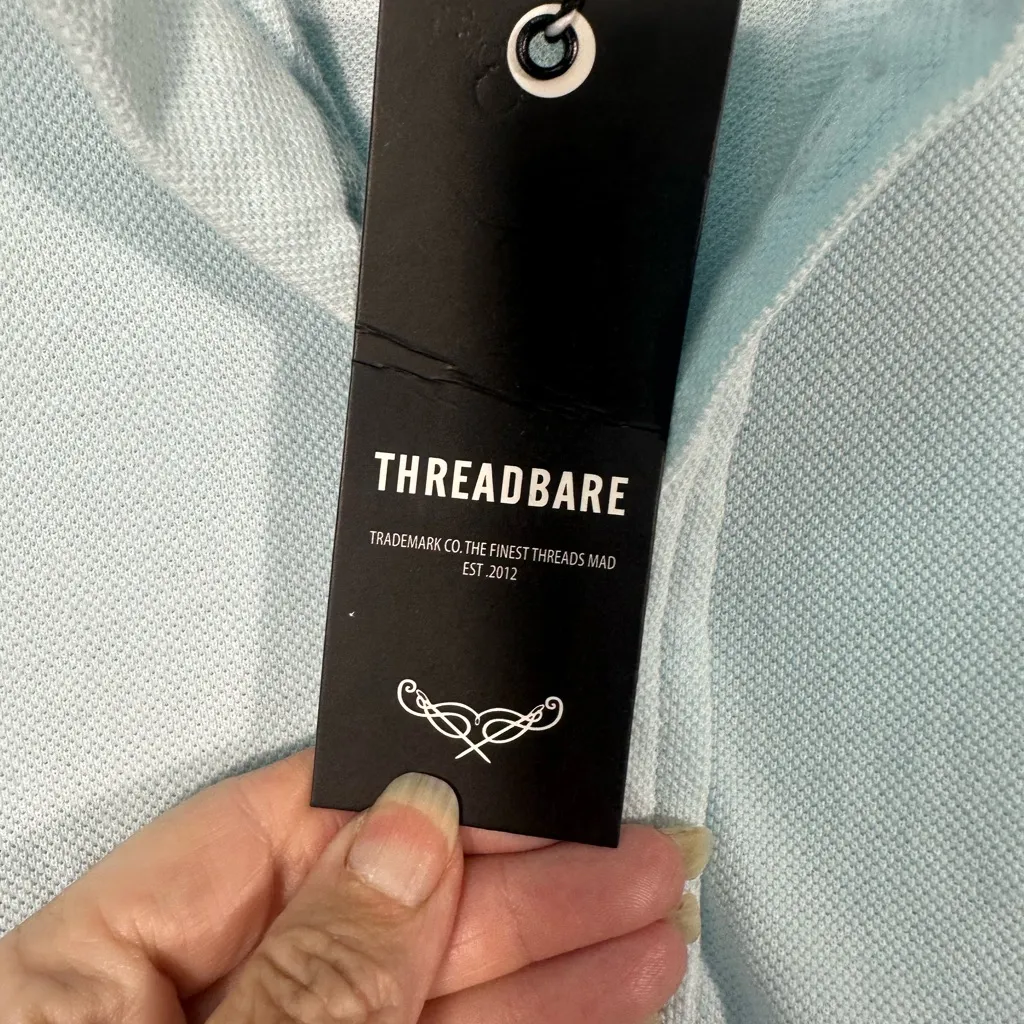 THREADBARE
TRADEMARK CO. THE FINEST THREADS MAD
EST .2012